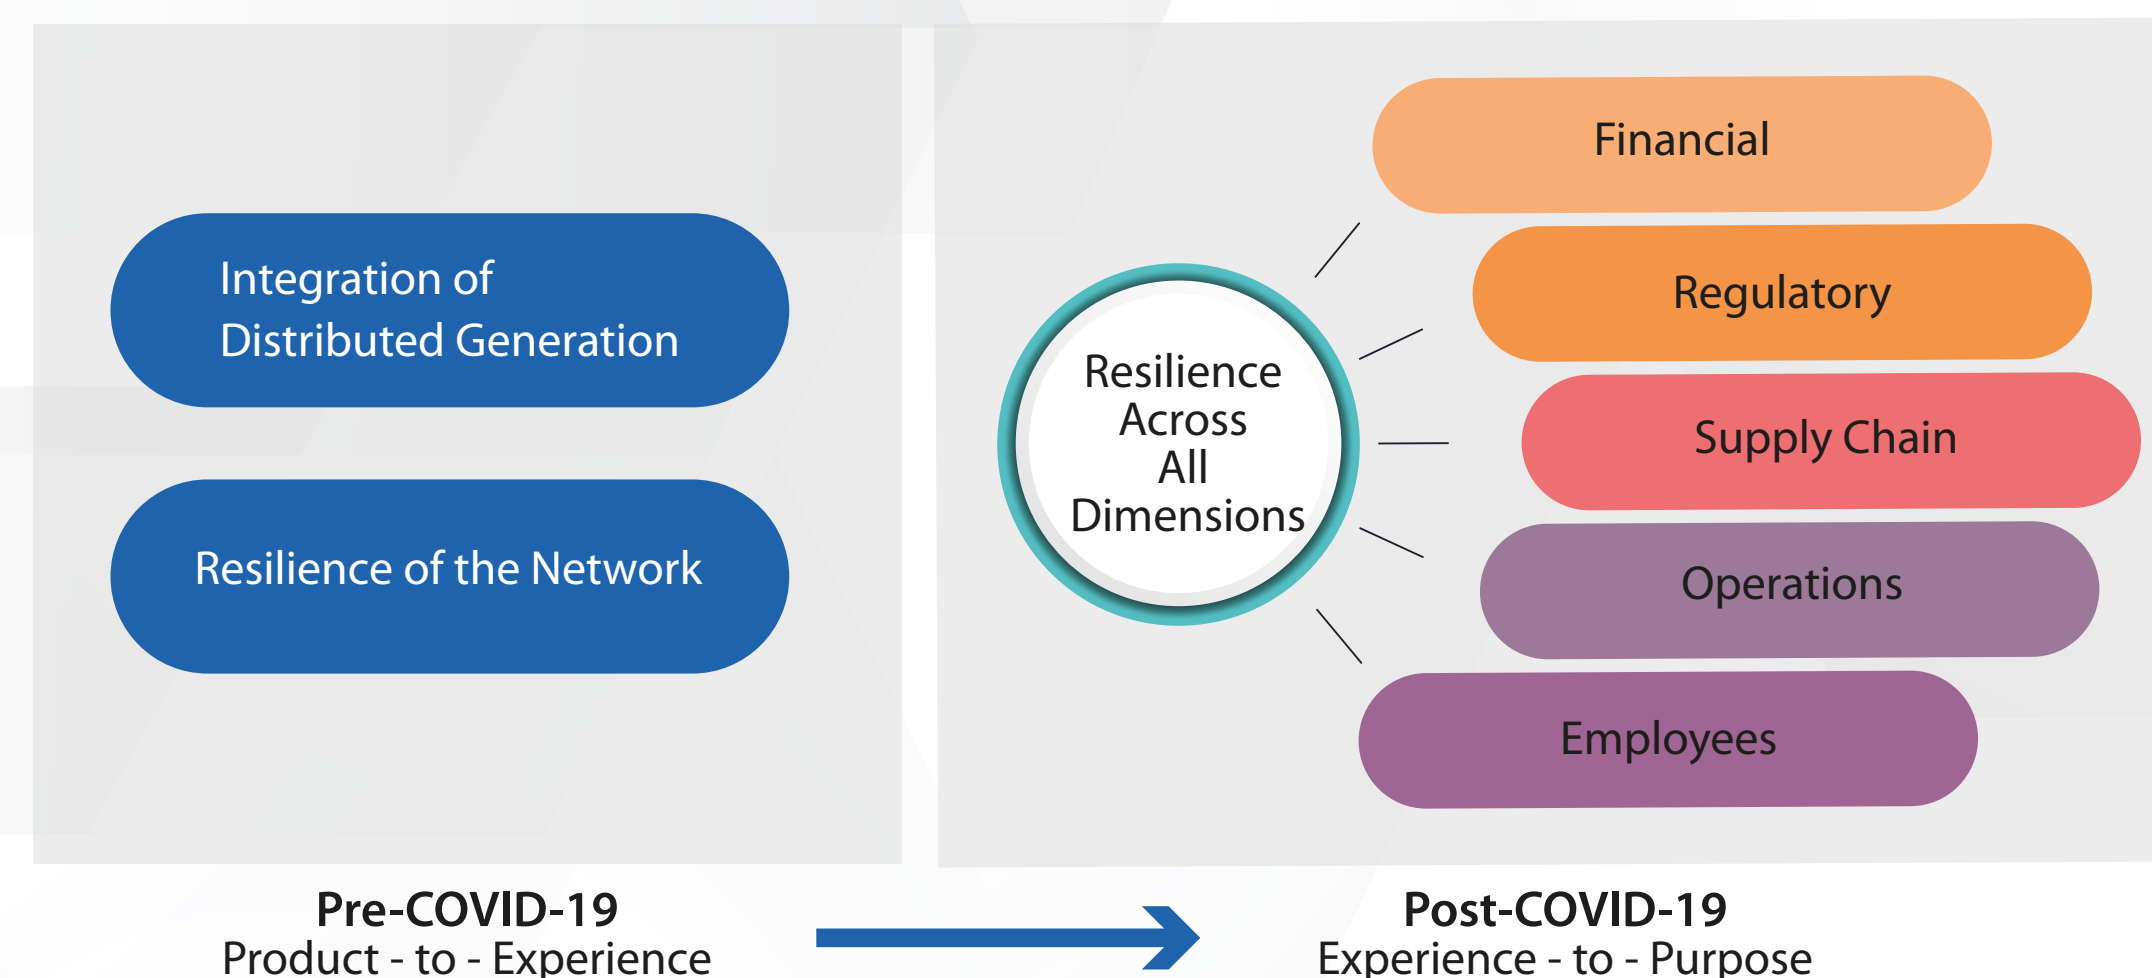 Integration of
Distributed Generation
Resilience of the Network
Resilience
Across
All
Dimensions
Financial
Regulatory
Supply Chain
Operations
Employees
Pre-COVID-19
Product - to - Experience
Post-COVID-19
Experience - to - Purpose